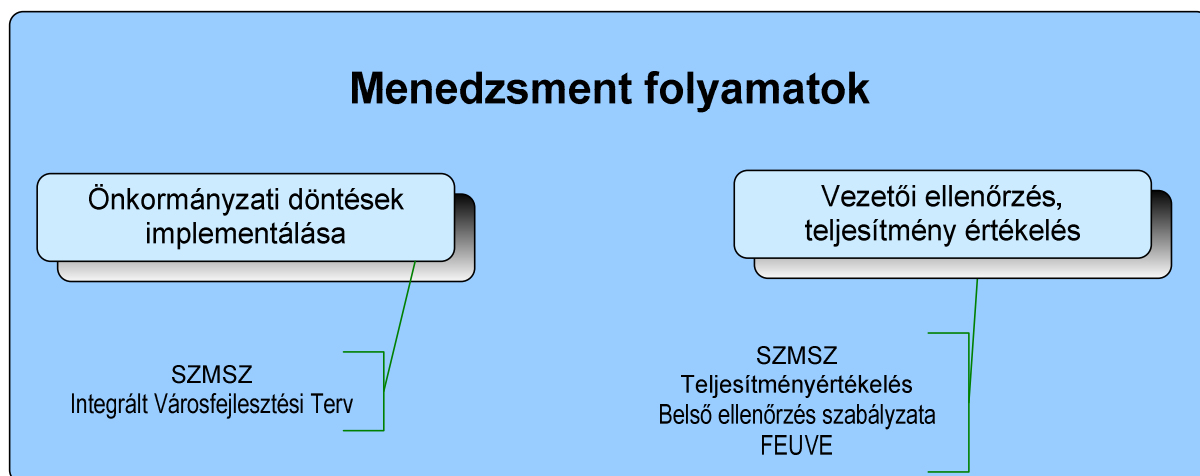 Menedzsment folyamatok
Önkormányzati döntések
implementálása
Vezetői ellenőrzés,
teljesítmény értékelés
SZMSZ
Integrált Városfejlesztési Terv
SZMSZ
Teljesítményértékelés
Belső ellenőrzés szabályzata
FEUVE